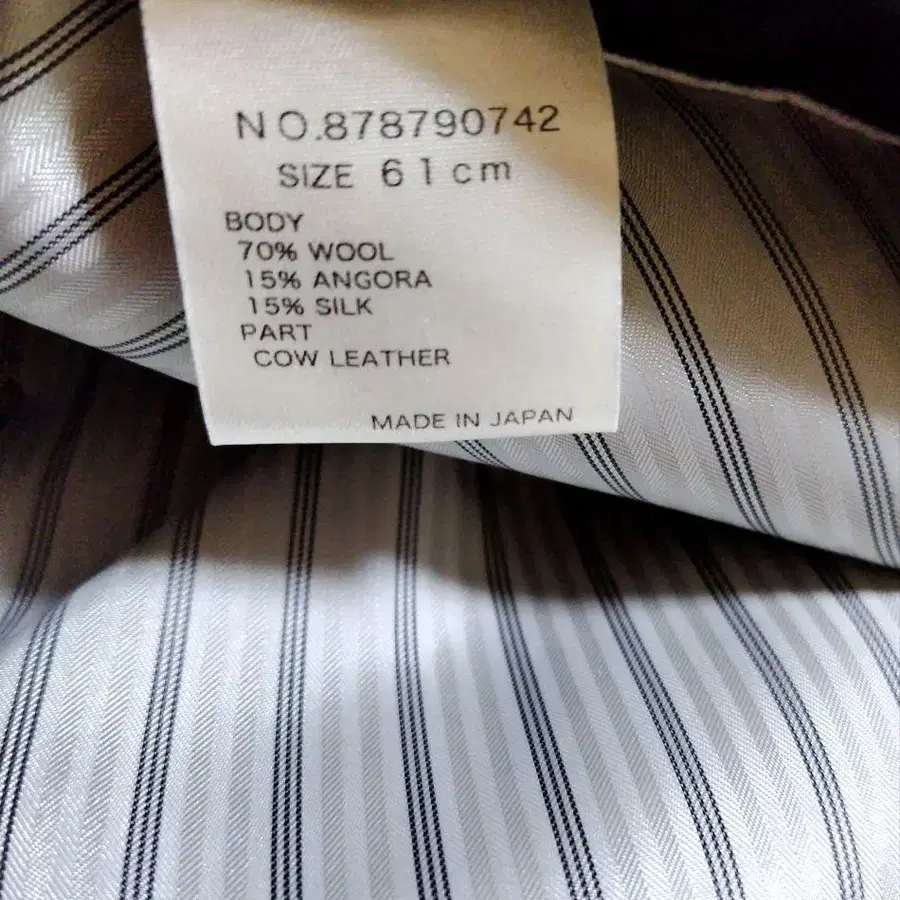 NO.878790742
SIZE 61cm
BODY
70% WOOL
15% ANGORA
15% SILK
PART
COW LEATHER
MADE IN JAPAN